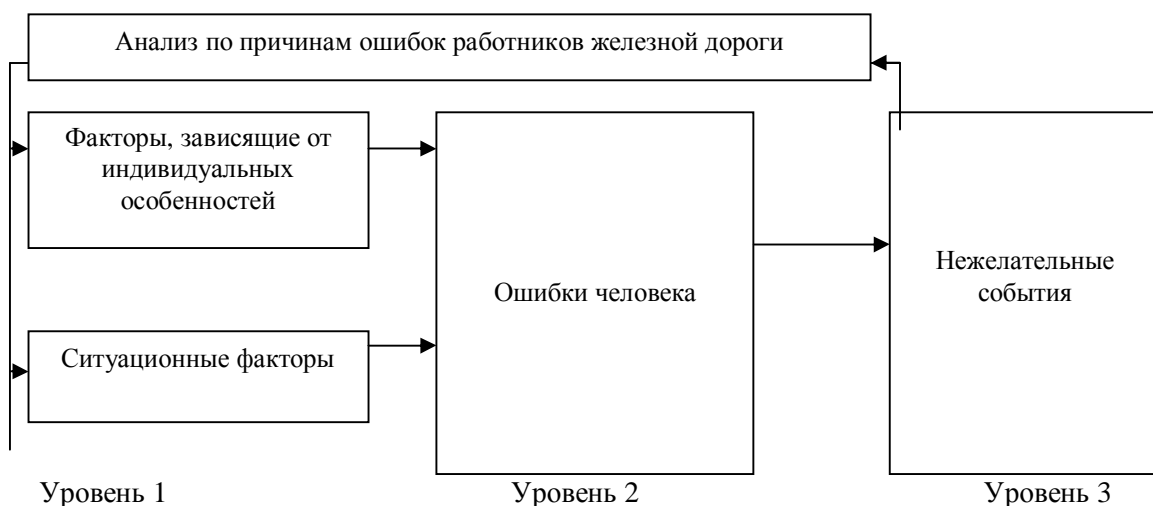 Анализ по причинам ошибок работников железной дороги
Факторы, зависящие от
индивидуальных
особенностей
Ситуационные факторы
Ошибки человека
Нежелательные
события
Уровень 1
Уровень 2
Уровень 3